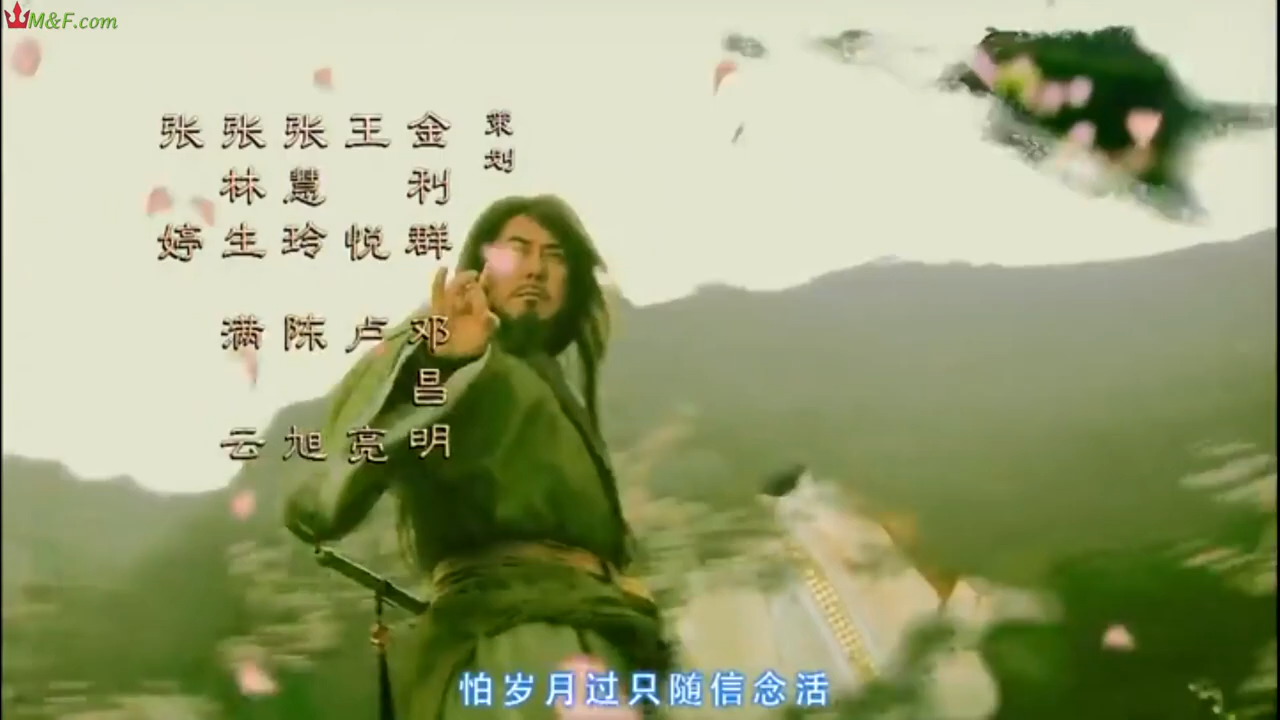 M&F.com
策划
金利群
王悦
张慧玲
张林生
张婷
邓昌明
卢亮
陈旭
满云
怕岁月过只随信念活